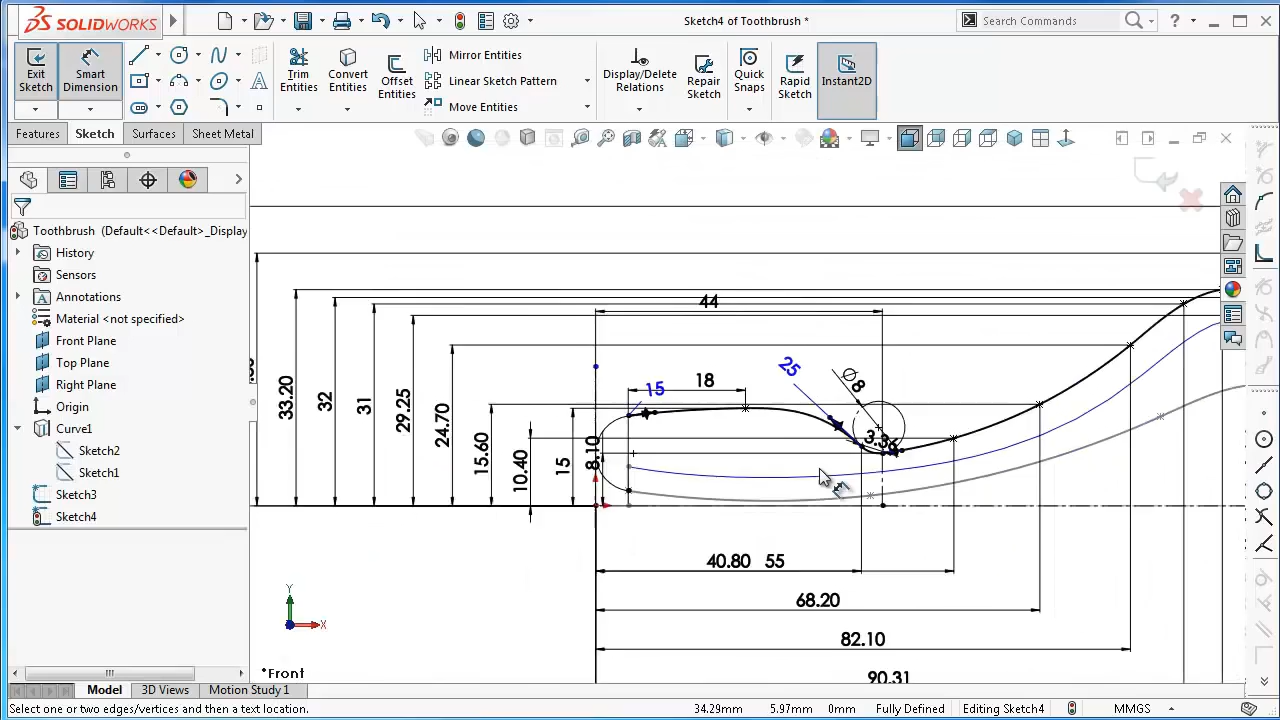 SOLIDWORKS
Sketch4 of Toothbrush *
Search Commands
Exit
Sketch
Smart
Dimension
Trim
Entities
Convert
Entities
Offset
Entities
Mirror Entities
Linear Sketch Pattern
Move Entities
Display/Delete
Relations
Repair
Sketch
Quick
Snaps
Rapid
Sketch
Instant2D
Features
Sketch
Surfaces
Sheet Metal
Toothbrush (Default<<Default>_Display
History
Sensors
Annotations
Material <not specified>
Front Plane
Top Plane
Right Plane
Origin
Curve1
Sketch2
Sketch1
Sketch3
Sketch4
44
15
18
25
Ø8
3.36
33.20
32
31
29.25
24.70
15.60
10.40
15
8.10
40.80
55
68.20
82.10
90.31
Y
X
*Front
Model
3D Views
Motion Study 1
Select one or two edges/vertices and then a text location.
34.29mm
5.97mm
0mm
Fully Defined
Editing Sketch4
MMGS